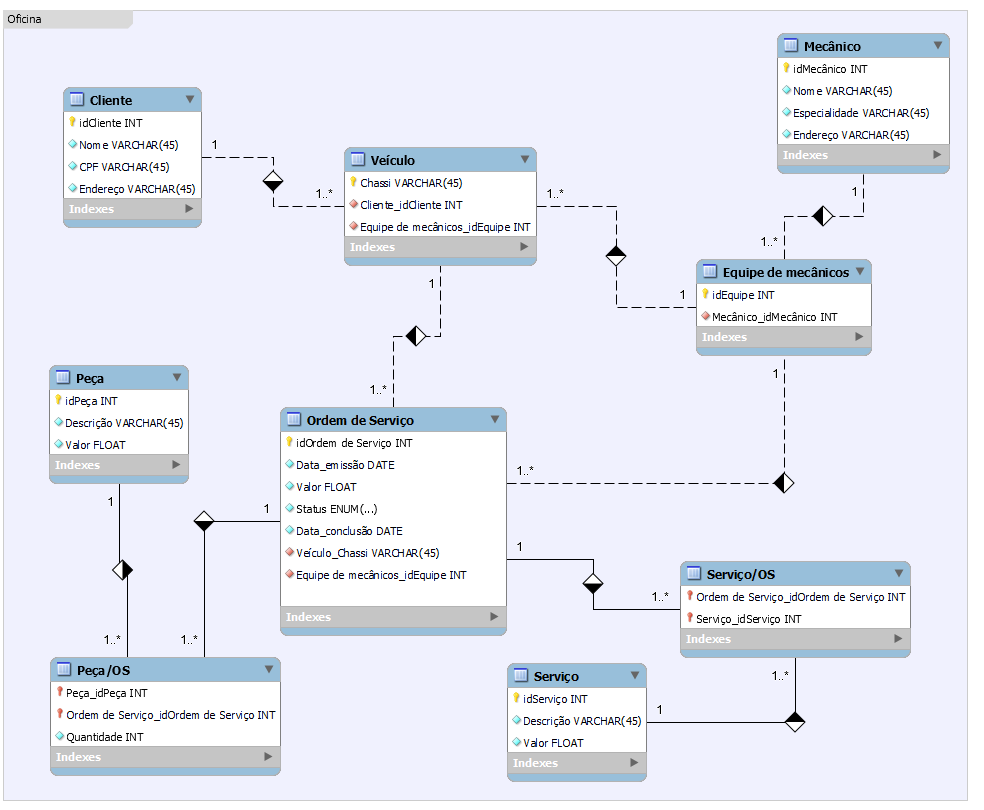 Oficina
Mecânico
idMecânico INT
Nome VARCHAR(45)
Especialidade VARCHAR(45)
Endereço VARCHAR(45)
Indexes
Cliente
idCliente INT
Nome VARCHAR(45)
CPF VARCHAR(45)
Endereço VARCHAR(45)
Indexes
1
1..*
Veículo
Chassi VARCHAR(45)
Cliente_idCliente INT
Equipe de mecânicos_idEquipe INT
Indexes
1..*
1
1
1..*
Equipe de mecânicos
idEquipe INT
Mecânico_idMecânico INT
Indexes
1
1..*
Peça
idPeça INT
Descrição VARCHAR(45)
Valor FLOAT
Indexes
1
1..*
Ordem de Serviço
idOrdem de Serviço INT
Data_emissão DATE
Valor FLOAT
Status ENUM(...)
Data_conclusão DATE
Veículo_Chassi VARCHAR(45)
Equipe de mecânicos_idEquipe INT
Indexes
1
1..*
1
1..*
1
1..*
Serviço/OS
Ordem de Serviço_idOrdem de Serviço INT
Serviço_idServiço INT
Indexes
Peça/OS
Peça_idPeça INT
Ordem de Serviço_idOrdem de Serviço INT
Quantidade INT
Indexes
Serviço
idServiço INT
Descrição VARCHAR(45)
Valor FLOAT
Indexes
1
1..*